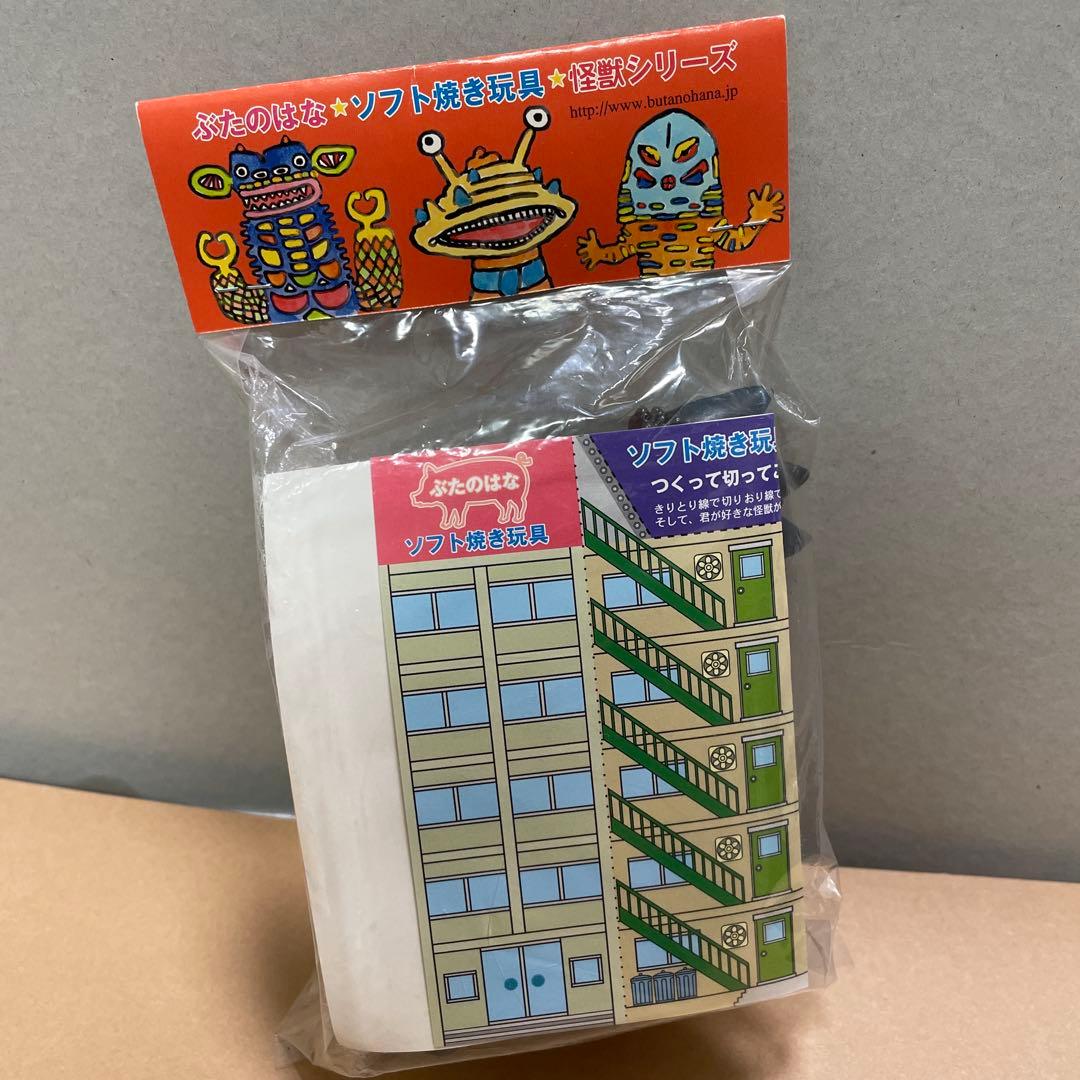 ぶたのはな★ソフト焼き玩具★怪獣シリーズ
http://www.butanohana.jp
ぶたのはな
ソフト焼き玩具
ソフト焼き玩
つくって切って
きりとり線で切りおり線で
そして、君が好きな怪獣が